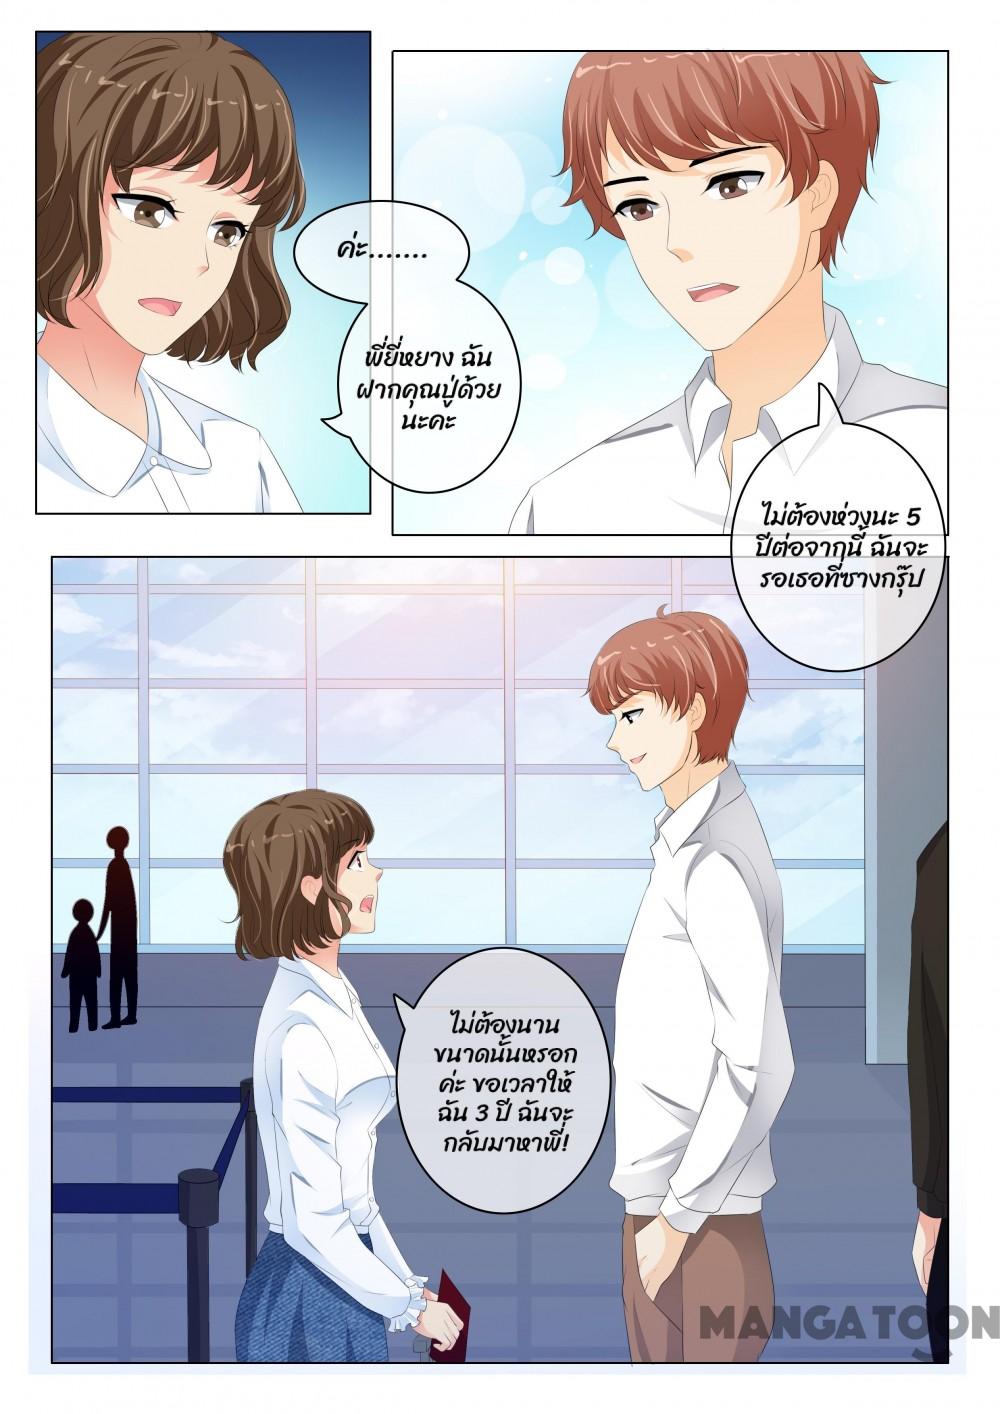 ค่ะ.......
พี่ยี่หยาง ฉัน
ฝากคุณปู่ด้วย
นะคะ
ไม่ต้องห่วงนะ 5
ปีต่อจากนี้ ฉันจะ
รอเธอที่ซางกรุ๊ป
ไม่ต้องนาน
ขนาดนั้นหรอก
ค่ะ ขอเวลาให้
ฉัน 3 ปี ฉันจะ
กลับมาหาพี่!
MANGATOON